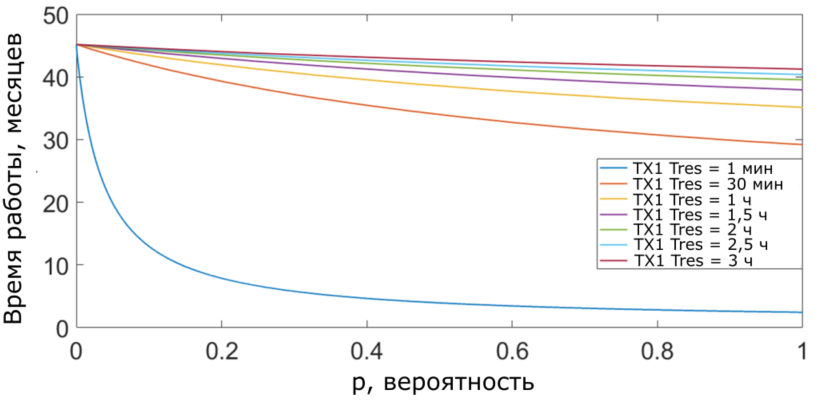 50
40
30
20
10
0
Время работы, месяцев
TX1 Tres = 1 мин
TX1 Tres = 30 мин
TX1 Tres = 1 ч
TX1 Tres = 1,5 ч
TX1 Tres = 2 ч
TX1 Tres = 2,5 ч
TX1 Tres = 3 ч
0 0.2 0.4 0.6 0.8 1
p, вероятность